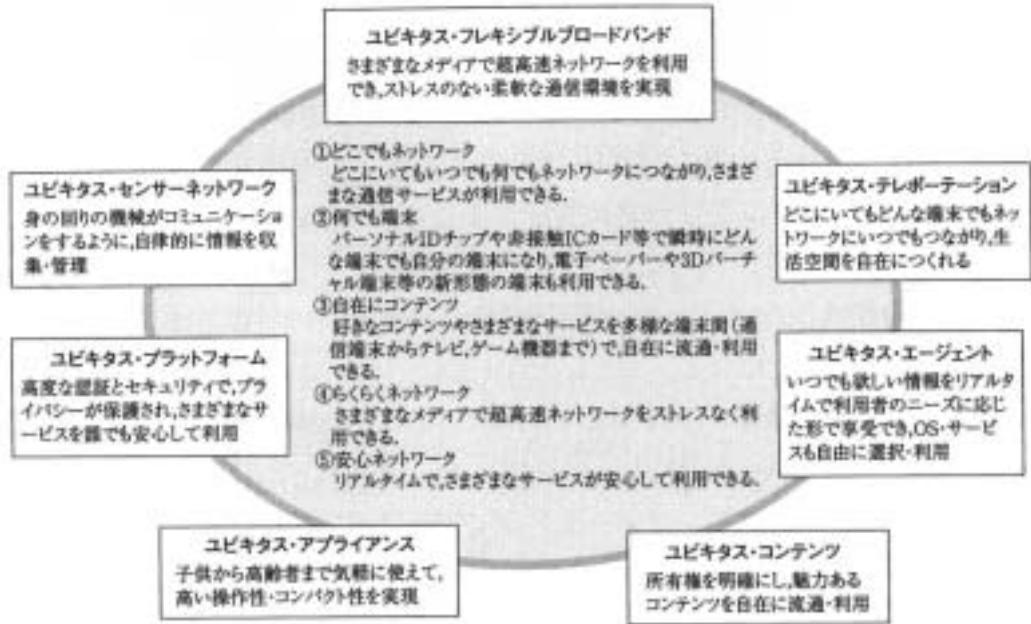 ユビキタス・フレキシブルブロードバンド
さまざまなメディアで超高速ネットワークを利用
でき,ストレスのない柔軟な通信環境を実現
①どこでもネットワーク
どこにいてもいつでも何でもネットワークにつながり,さまざ
まな通信サービスが利用できる.
②何でも端末
パーソナルIDチップや非接触ICカード等で瞬時にどん
な端末でも自分の端末になり,電子ペーパーや3Dバーチ
ャル端末等の新形態の端末も利用できる.
③自在にコンテンツ
好きなコンテンツやさまざまなサービスを多様な端末間(通
信端末からテレビ,ゲーム機器まで)で,自在に流通・利用
できる.
④らくらくネットワーク
さまざまなメディアで超高速ネットワークをストレスなく利
用できる.
⑤安心ネットワーク
リアルタイムで,さまざまなサービスが安心して利用できる.
ユビキタス・センサーネットワーク
身の回りの機械がコミュニケーショ
ンをするように,自律的に情報を収
集・管理
ユビキタス・テレポーテーション
どこにいてもどんな端末でもネッ
トワークにいつでもつながり,生
活空間を自在につくれる
ユビキタス・プラットフォーム
高度な認証とセキュリティで,プラ
イバシーが保護され,さまざまなサ
ービスを誰でも安心して利用
ユビキタス・エージェント
いつでも欲しい情報をリアル
タイムで利用者のニーズに応じ
た形で享受でき,OS・サービ
スも自由に選択・利用
ユビキタス・アプライアンス
子供から高齢者まで気軽に使えて,
高い操作性・コンパクト性を実現
ユビキタス・コンテンツ
所有権を明確にし,魅力ある
コンテンツを自在に流通・利用